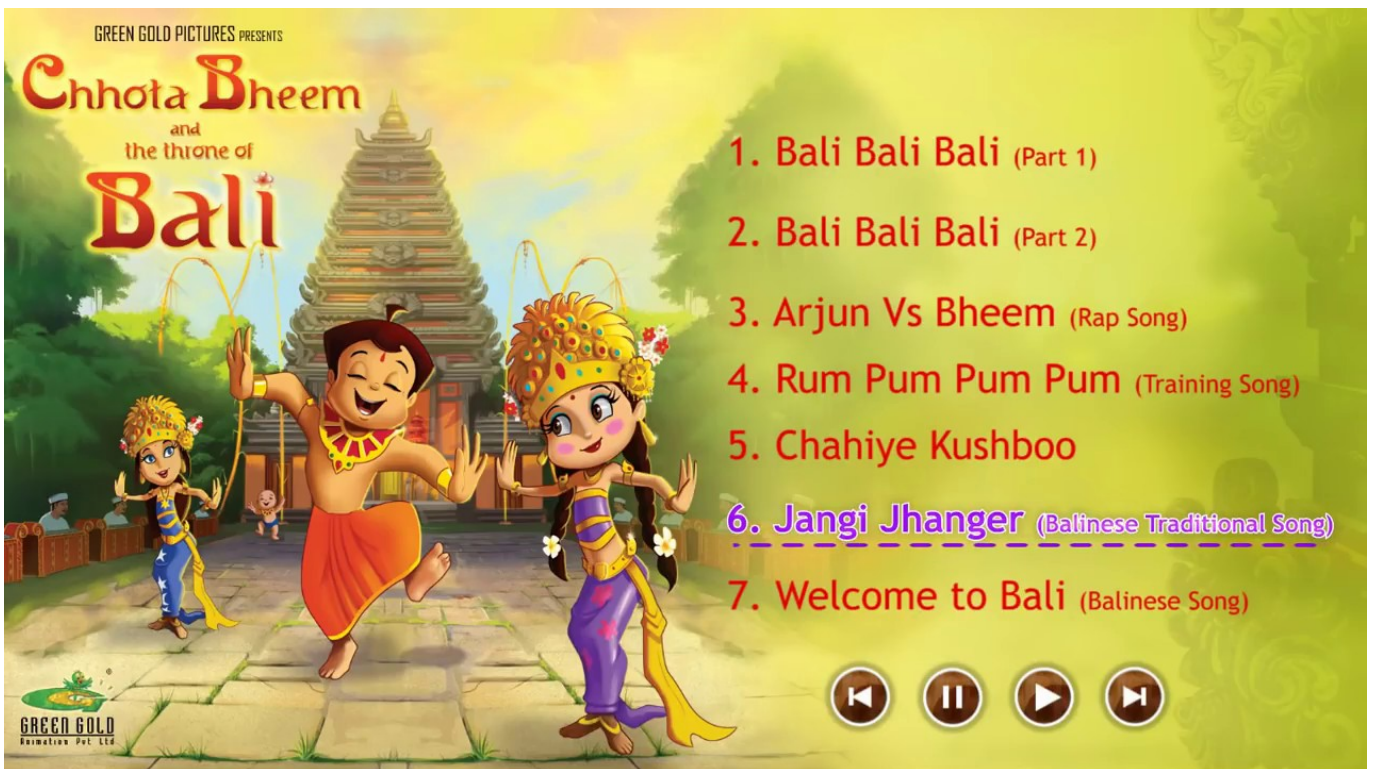 GREEN GOLD PICTURES PRESENTS
Chhota Bheem
and
the throne of
Bali
1. Bali Bali Bali (Part 1)
2. Bali Bali Bali (Part 2)
3. Arjun Vs Bheem (Rap Song)
4. Rum Pum Pum Pum (Training Song)
5. Chahiye Kushboo
6. Jangi Jhanger (Balinese Traditional Song)
7. Welcome to Bali (Balinese Song)
GREEN GOLD
Animation Pvt Ltd